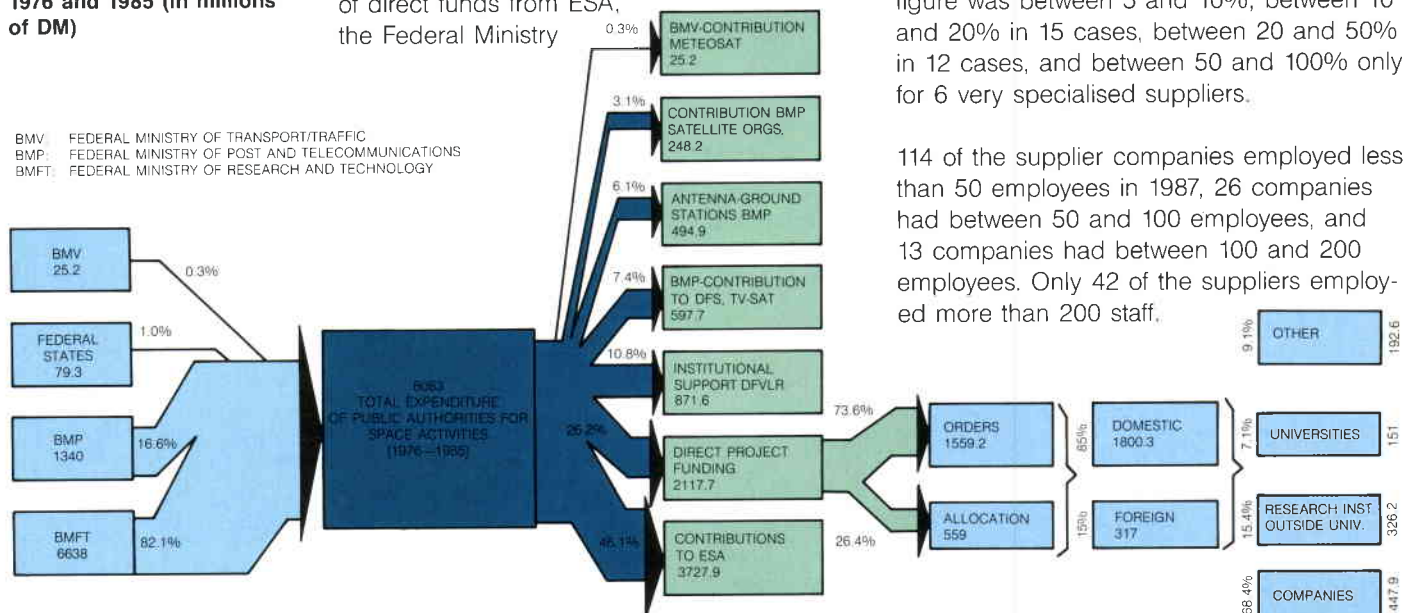 1976 and 1985 (in millions
of DM)
of direct funds from ESA,
the Federal Ministry
figure was between 5 and 10%, between 10
and 20% in 15 cases, between 20 and 50%
in 12 cases, and between 50 and 100% only
for 6 very specialised suppliers.
114 of the supplier companies employed less
than 50 employees in 1987, 26 companies
had between 50 and 100 employees, and
13 companies had between 100 and 200
employees. Only 42 of the suppliers employ-
ed more than 200 staff.
BMV: FEDERAL MINISTRY OF TRANSPORT/TRAFFIC
BMP: FEDERAL MINISTRY OF POST AND TELECOMMUNICATIONS
BMFT: FEDERAL MINISTRY OF RESEARCH AND TECHNOLOGY
BMV
25.2
0.3%
FEDERAL
STATES
79.3
1.0%
BMP
1340
16.6%
BMFT
6638
82.1%
8083
TOTAL EXPENDITURE
OF PUBLIC AUTHORITIES FOR
SPACE ACTIVITIES
(1976–1985)
0.3%
BMV-CONTRIBUTION
METEOSAT
25.2
3.1%
CONTRIBUTION BMP
SATELLITE ORGS.
248.2
6.1%
ANTENNA-GROUND
STATIONS BMP
494.9
7.4%
BMP-CONTRIBUTION
TO DFS, TV-SAT
597.7
10.8%
INSTITUTIONAL
SUPPORT DFVLR
871.6
26.2%
DIRECT PROJECT
FUNDING
2117.7
46.1%
CONTRIBUTIONS
TO ESA
3727.9
73.6%
ORDERS
1559.2
26.4%
ALLOCATION
559
85%
DOMESTIC
1800.3
15%
FOREIGN
317
9.1%
OTHER
192.6
7.1%
UNIVERSITIES
151
15.4%
RESEARCH INST
OUTSIDE UNIV.
326.2
68.4%
COMPANIES
447.9